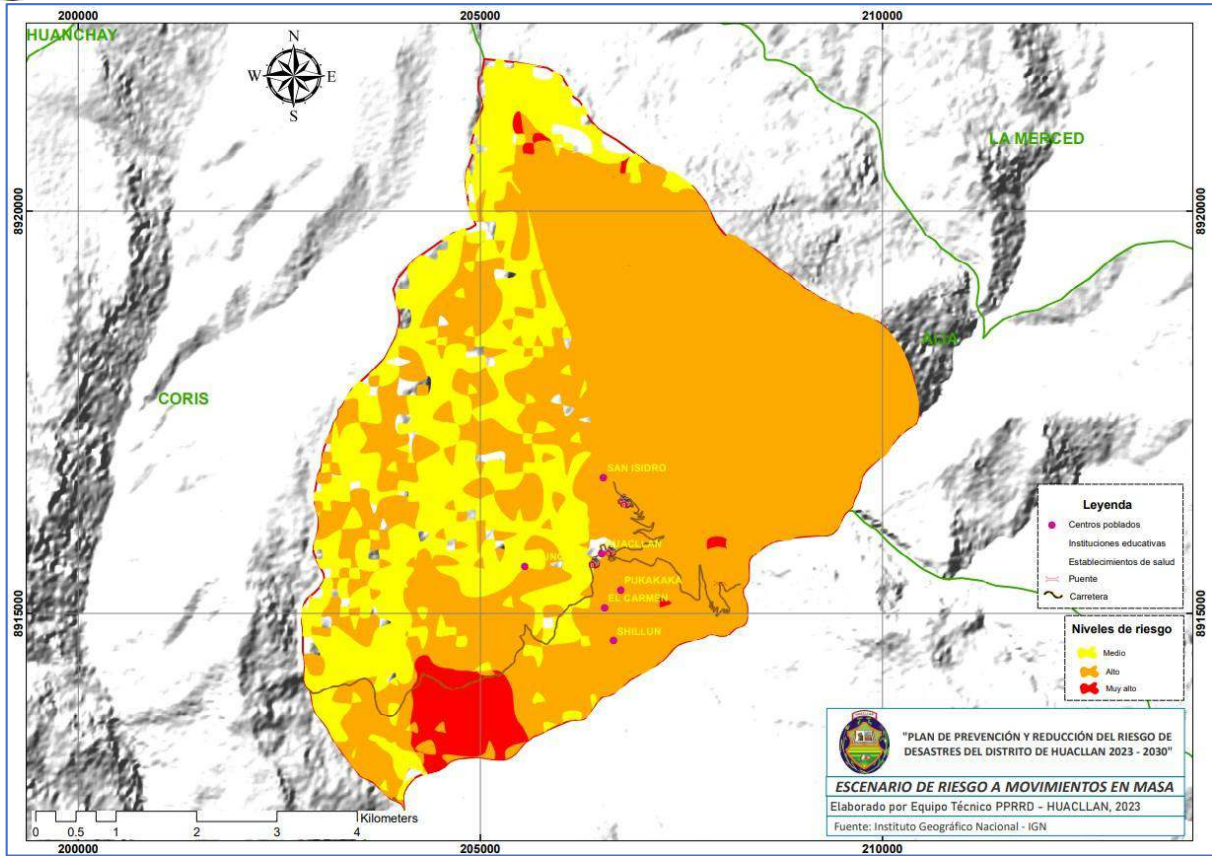 200000
205000
210000
HUANCHAY
N
W
E
S
LA MERCED
8920000
8920000
AIJA
CORIS
SAN ISIDRO
HUACLLAN
PUKAKAKA
EL CARMEN
SHILLUN
8915000
8915000
Leyenda
Centros poblados
Instituciones educativas
Establecimientos de salud
Puente
Carretera
Niveles de riesgo
Medio
Alto
Muy alto
"PLAN DE PREVENCIÓN Y REDUCCIÓN DEL RIESGO DE
DESASTRES DEL DISTRITO DE HUACLLAN 2023 - 2030"
ESCENARIO DE RIESGO A MOVIMIENTOS EN MASA
Elaborado por Equipo Técnico PPRRD – HUACLLAN, 2023
Fuente: Instituto Geográfico Nacional - IGN
Kilometers
0 0.5 1 2 3 4
200000
205000
210000